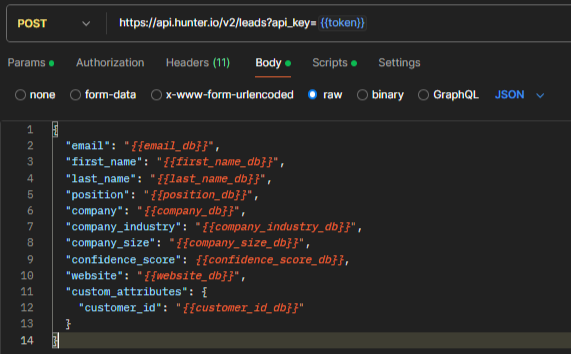 POST https://api.hunter.io/v2/leads?api_key= {{token}}
Params Authorization Headers (11) Body Scripts Settings
none form-data x-www-form-urlencoded raw binary GraphQL JSON
1 {
2 "email": "{{email_db}}",
3 "first_name": "{{first_name_db}}",
4 "last_name": "{{last_name_db}}",
5 "position": "{{position_db}}",
6 "company": "{{company_db}}",
7 "company_industry": "{{company_industry_db}}",
8 "company_size": "{{company_size_db}}",
9 "confidence_score": {{confidence_score_db}},
10 "website": "{{website_db}}",
11 "custom_attributes": {
12 "customer_id": "{{customer_id_db}}"
13 }
14 }